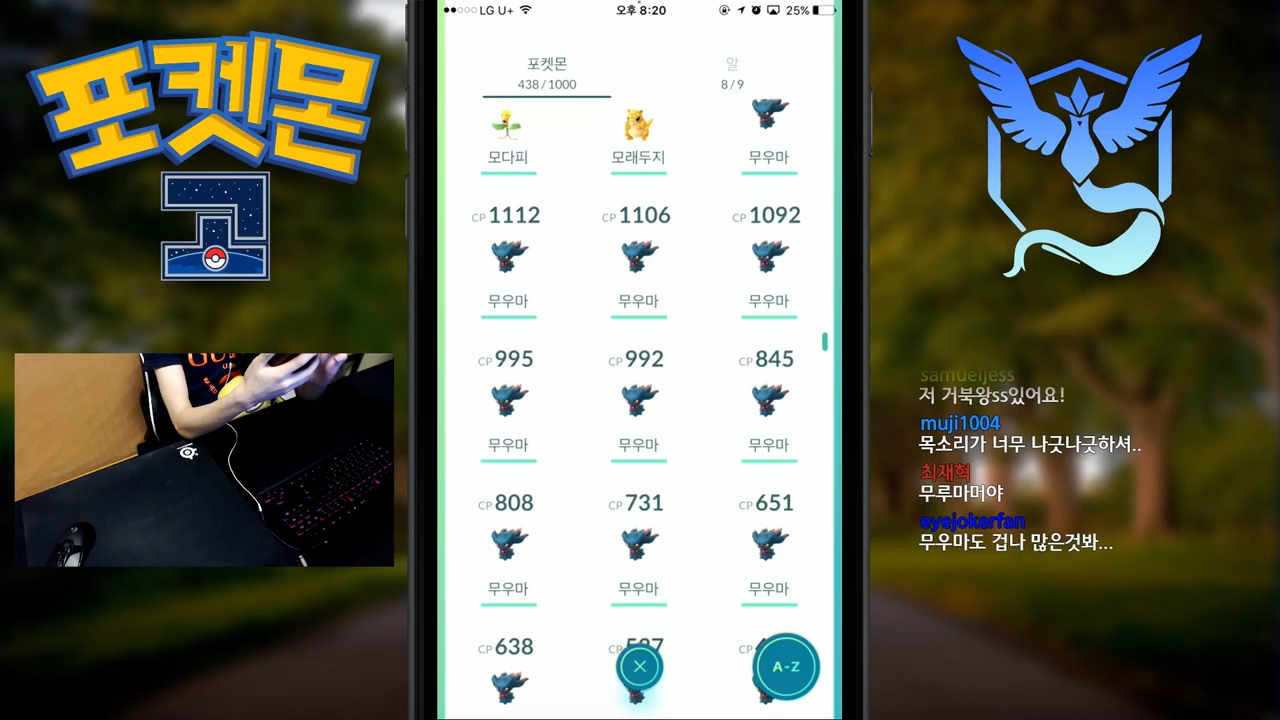 포켓몬
고
LG U+
오후 8:20
25%
포켓몬
438 / 1000
알
8 / 9
모다피
모래두지
무우마
CP 1112
CP 1106
CP 1092
무우마
무우마
무우마
CP 995
CP 992
CP 845
무우마
무우마
무우마
CP 808
CP 731
CP 651
무우마
무우마
무우마
CP 638
CP
CP
A-Z
samueljess
저 거북왕ss있어요!
muji1004
목소리가 너무 나긋나긋하셔..
최재혁
무루마머야
eyejokerfan
무우마도 겁나 많은것봐...